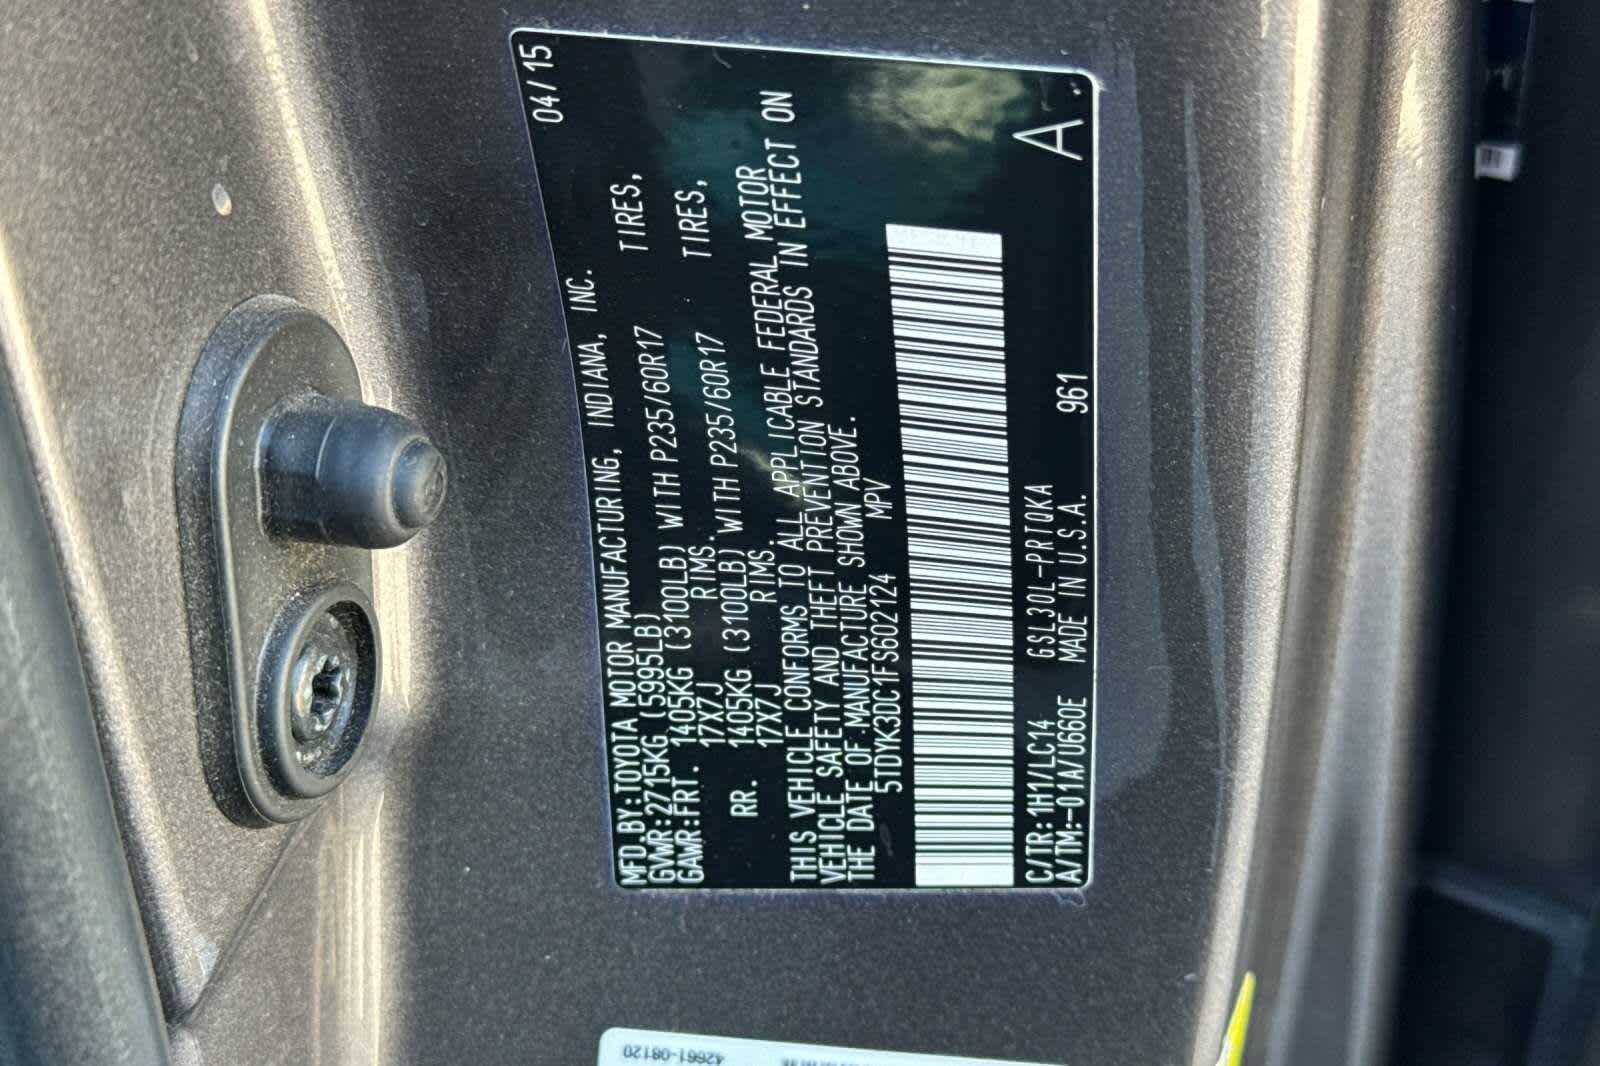 04/15
MFD.BY:TOYOTA MOTOR MANUFACTURING, INDIANA, INC.
GVWR:2715KG (5995LB)
GAWR:FRT. 1405KG (3100LB) WITH P235/60R17 TIRES,
17X7J RIMS.
RR. 1405KG (3100LB) WITH P235/60R17 TIRES,
17X7J RIMS.
THIS VEHICLE CONFORMS TO ALL APPLICABLE FEDERAL MOTOR
VEHICLE SAFETY AND THEFT PREVENTION STANDARDS IN EFFECT ON
THE DATE OF MANUFACTURE SHOWN ABOVE.
5TDYK3DC1FS602124 MPV
C/TR:1H1/LC14 GSL30L-PRTQKA
A/TM:-01A/U660E MADE IN U.S.A. 961 A
42661-08120